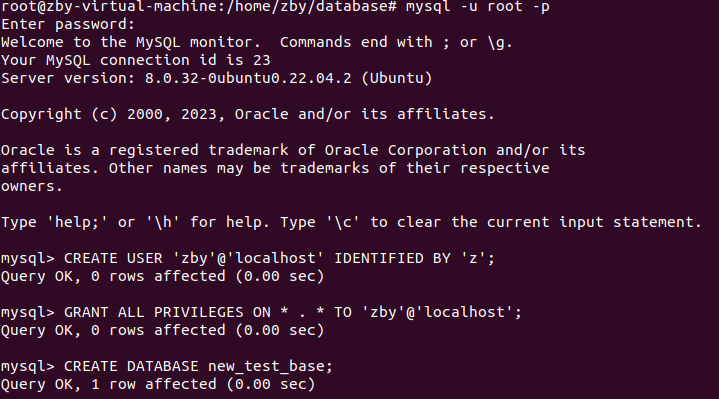 root@zby-virtual-machine:/home/zby/database# mysql -u root -p
Enter password:
Welcome to the MySQL monitor.  Commands end with ; or \g.
Your MySQL connection id is 23
Server version: 8.0.32-0ubuntu0.22.04.2 (Ubuntu)
Copyright (c) 2000, 2023, Oracle and/or its affiliates.
Oracle is a registered trademark of Oracle Corporation and/or its
affiliates. Other names may be trademarks of their respective
owners.
Type 'help;' or '\h' for help. Type '\c' to clear the current input statement.
mysql> CREATE USER 'zby'@'localhost' IDENTIFIED BY 'z';
Query OK, 0 rows affected (0.00 sec)
mysql> GRANT ALL PRIVILEGES ON * . * TO 'zby'@'localhost';
Query OK, 0 rows affected (0.00 sec)
mysql> CREATE DATABASE new_test_base;
Query OK, 1 row affected (0.00 sec)